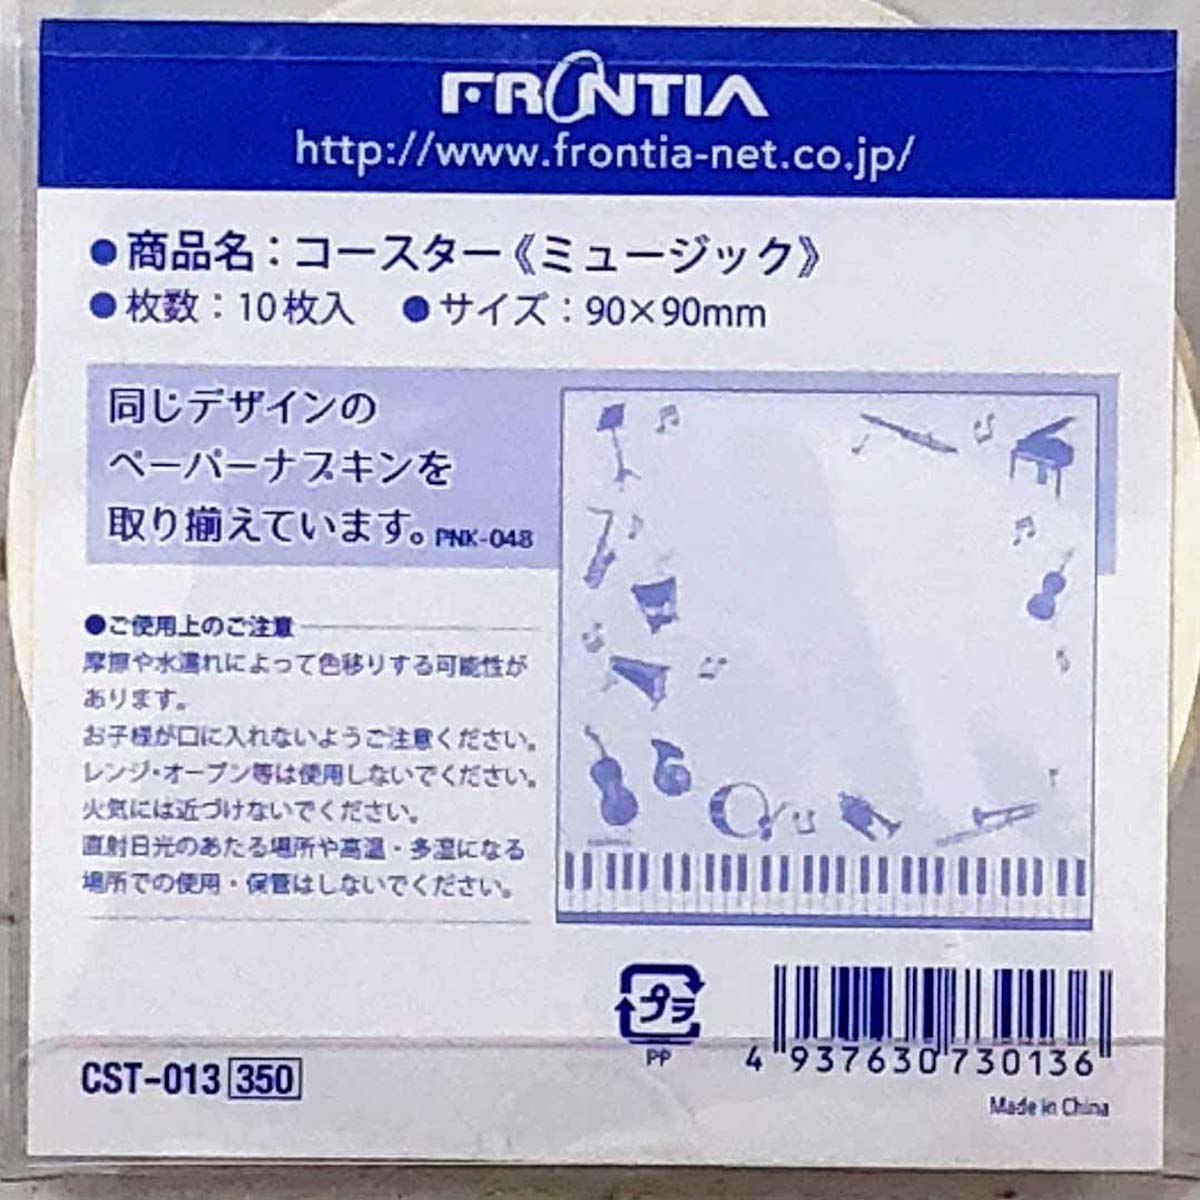 FRONTIA
http://www.frontia-net.co.jp/
●商品名：コースター《ミュージック》
●枚数：10枚入 ●サイズ：90×90mm
同じデザインの
ペーパーナプキンを
取り揃えています。PNK-048
●ご使用上のご注意
摩擦や水濡れによって色移りする可能性が
あります。
お子様が口に入れないようご注意ください。
レンジ・オーブン等は使用しないでください。
火気には近づけないでください。
直射日光のあたる場所や高温・多湿になる
場所での使用・保管はしないでください。
プラ
PP
4 937630 730136
CST-013 350
Made in China